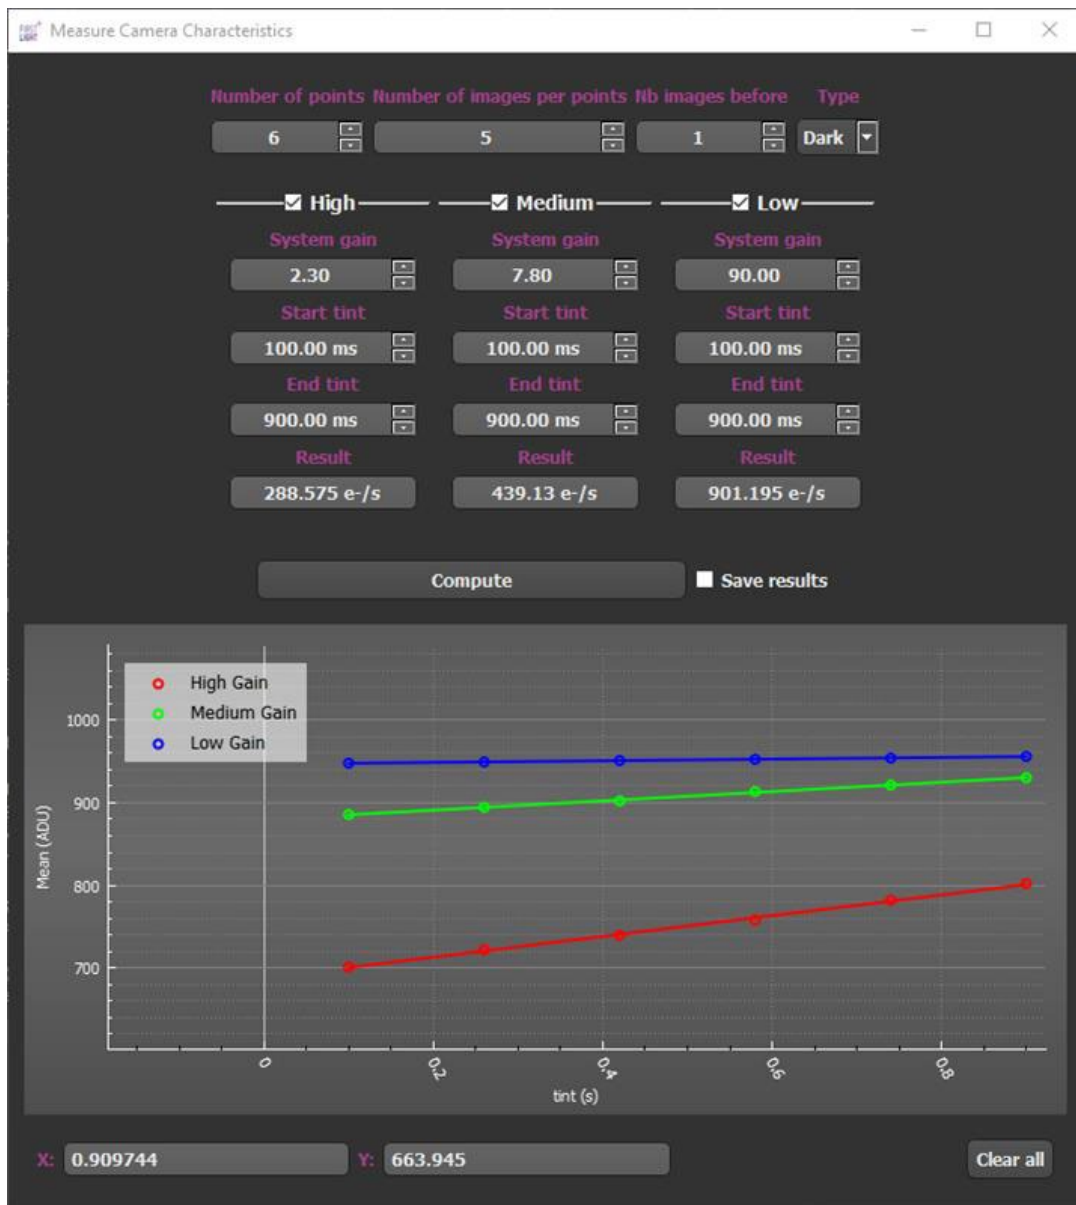 FIRST LIGHT
Measure Camera Characteristics
Number of points Number of images per points Nb images before Type
6 5 1 Dark
High Medium Low
System gain System gain System gain
2.30 7.80 90.00
Start tint Start tint Start tint
100.00 ms 100.00 ms 100.00 ms
End tint End tint End tint
900.00 ms 900.00 ms 900.00 ms
Result Result Result
288.575 e-/s 439.13 e-/s 901.195 e-/s
Compute Save results
High Gain
Medium Gain
Low Gain
1000
900
800
700
Mean (ADU)
0 0.2 0.4 0.6 0.8
tint (s)
X: 0.909744 Y: 663.945 Clear all